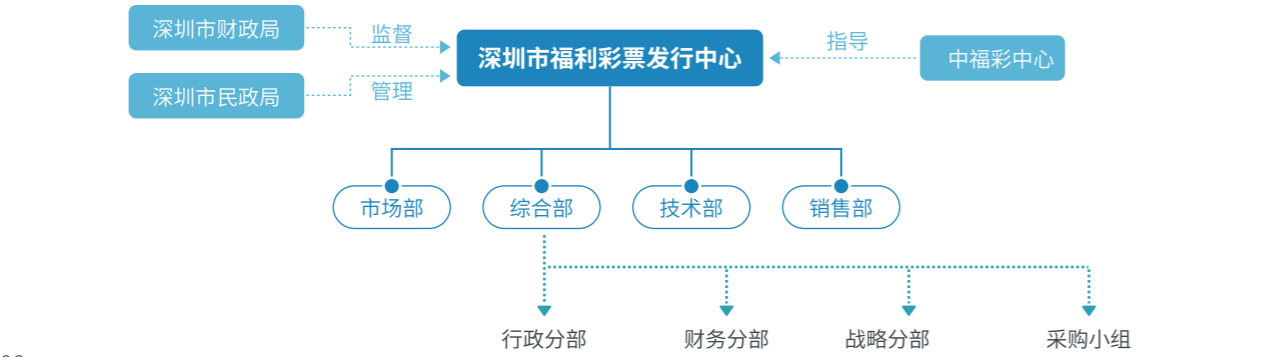 深圳市财政局
监督
深圳市福利彩票发行中心
指导
中福彩中心
深圳市民政局
管理
市场部
综合部
技术部
销售部
行政分部
财务分部
战略分部
采购小组